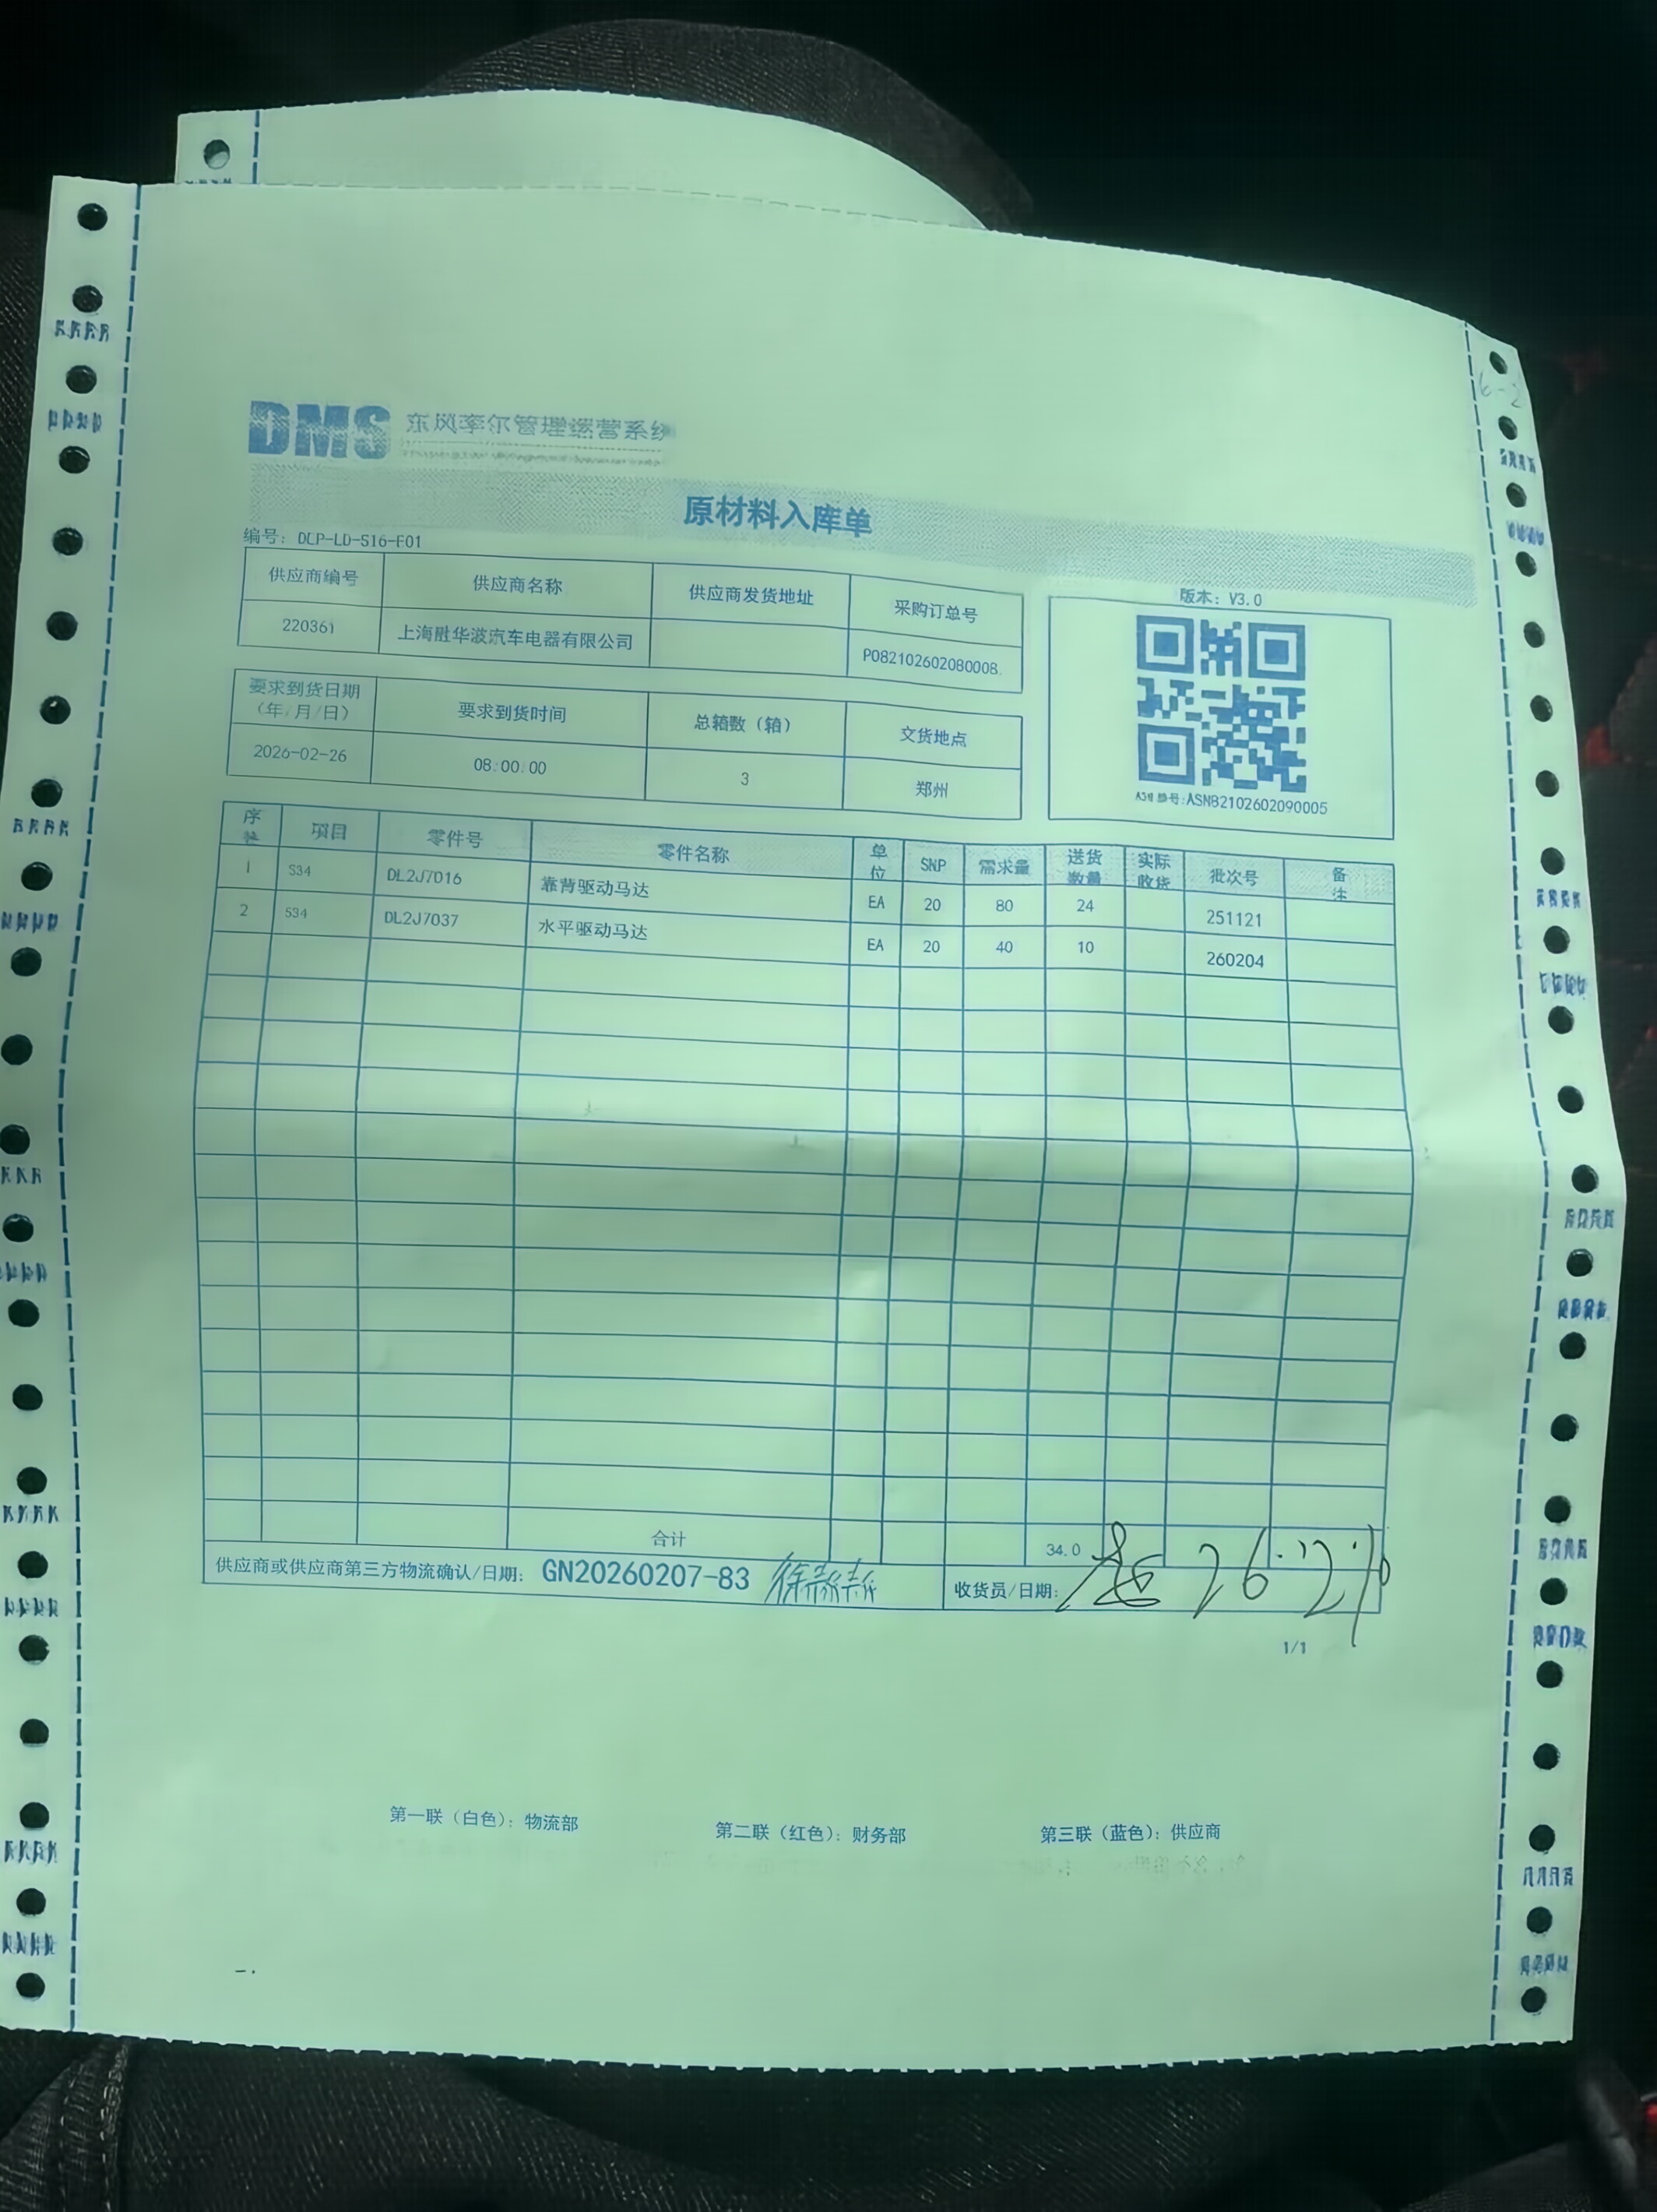 DMS 东风李尔管理运营系统
原材料入库单
编号: DLP-LD-S16-F01
版本: V3.0
供应商编号 供应商名称 供应商发货地址 采购订单号
220361 上海胜华波汽车电器有限公司 PO82102602080008.
要求到货日期 (年/月/日) 要求到货时间 总箱数 (箱) 交货地点
2026-02-26 08:00:00 3 郑州
ASN 编号:ASN82102602090005
序号 项目 零件号 零件名称 单位 SNP 需求量 送货数量 实际收货 批次号 备注
1 S34 DL2J7016 靠背驱动马达 EA 20 80 24 251121
2 S34 DL2J7037 水平驱动马达 EA 20 40 10 260204
合计 34.0
供应商或供应商第三方物流确认/日期: GN20260207-83 徐
收货员/日期: 26
1/1
第一联 (白色): 物流部 第二联 (红色): 财务部 第三联 (蓝色): 供应商